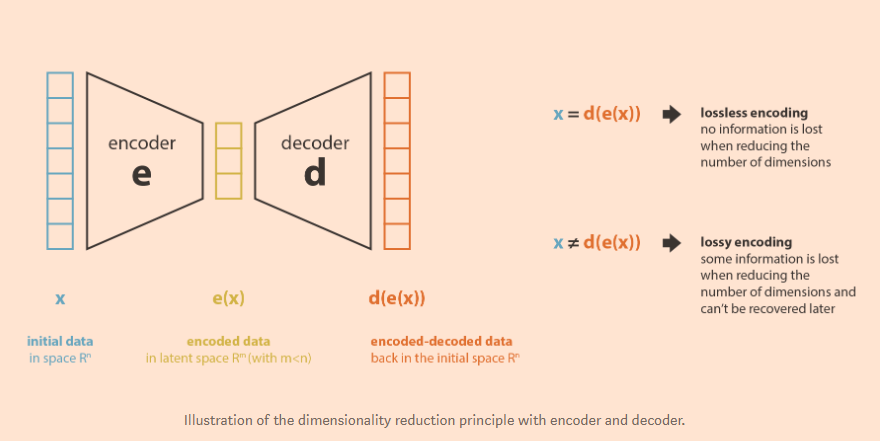 encoder
e
decoder
d
x = d(e(x))
lossless encoding
no information is lost
when reducing the
number of dimensions
x ≠ d(e(x))
lossy encoding
some information is lost
when reducing the
number of dimensions and
can't be recovered later
x
e(x)
d(e(x))
initial data
in space Rⁿ
encoded data
in latent space Rᵐ (with m<n)
encoded-decoded data
back in the initial space Rⁿ
Illustration of the dimensionality reduction principle with encoder and decoder.